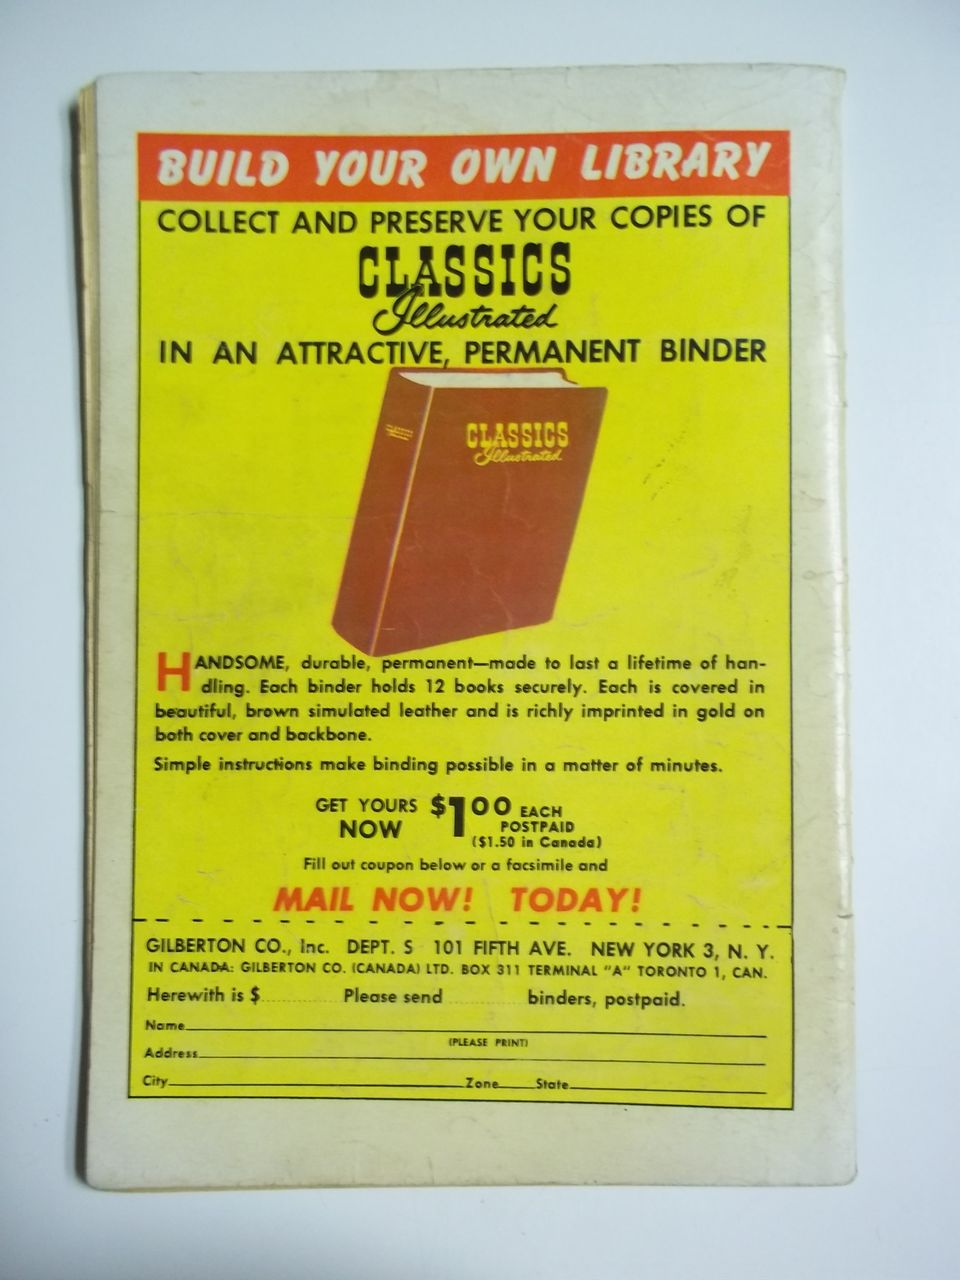 BUILD YOUR OWN LIBRARY
COLLECT AND PRESERVE YOUR COPIES OF
CLASSICS
Illustrated
IN AN ATTRACTIVE, PERMANENT BINDER
CLASSICS
Illustrated
HANDSOME, durable, permanent—made to last a lifetime of han-
dling. Each binder holds 12 books securely. Each is covered in
beautiful, brown simulated leather and is richly imprinted in gold on
both cover and backbone.
Simple instructions make binding possible in a matter of minutes.
GET YOURS NOW $1.00 EACH
POSTPAID
($1.50 in Canada)
Fill out coupon below or a facsimile and
MAIL NOW! TODAY!
GILBERTON CO., Inc. DEPT. S 101 FIFTH AVE. NEW YORK 3, N. Y.
IN CANADA: GILBERTON CO. (CANADA) LTD. BOX 311 TERMINAL "A" TORONTO 1, CAN.
Herewith is $ Please send binders, postpaid.
Name
(PLEASE PRINT)
Address
City Zone State